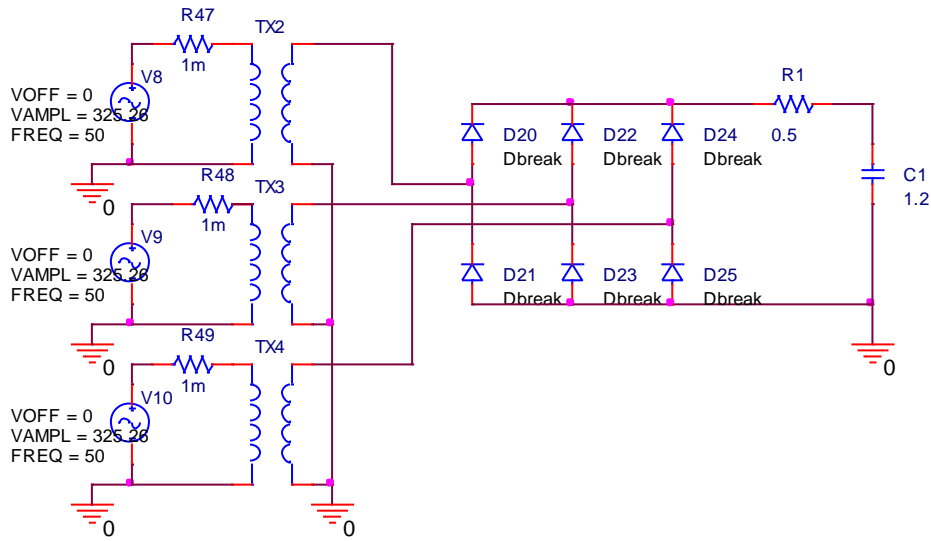 R47
TX2
1m
V8
VOFF = 0
VAMPL = 325.26
FREQ = 50
0
R48
TX3
1m
V9
VOFF = 0
VAMPL = 325.26
FREQ = 50
0
R49
TX4
1m
V10
VOFF = 0
VAMPL = 325.26
FREQ = 50
0
0
R1
0.5
D20
Dbreak
D22
Dbreak
D24
Dbreak
C1
1.2
D21
Dbreak
D23
Dbreak
D25
Dbreak
0